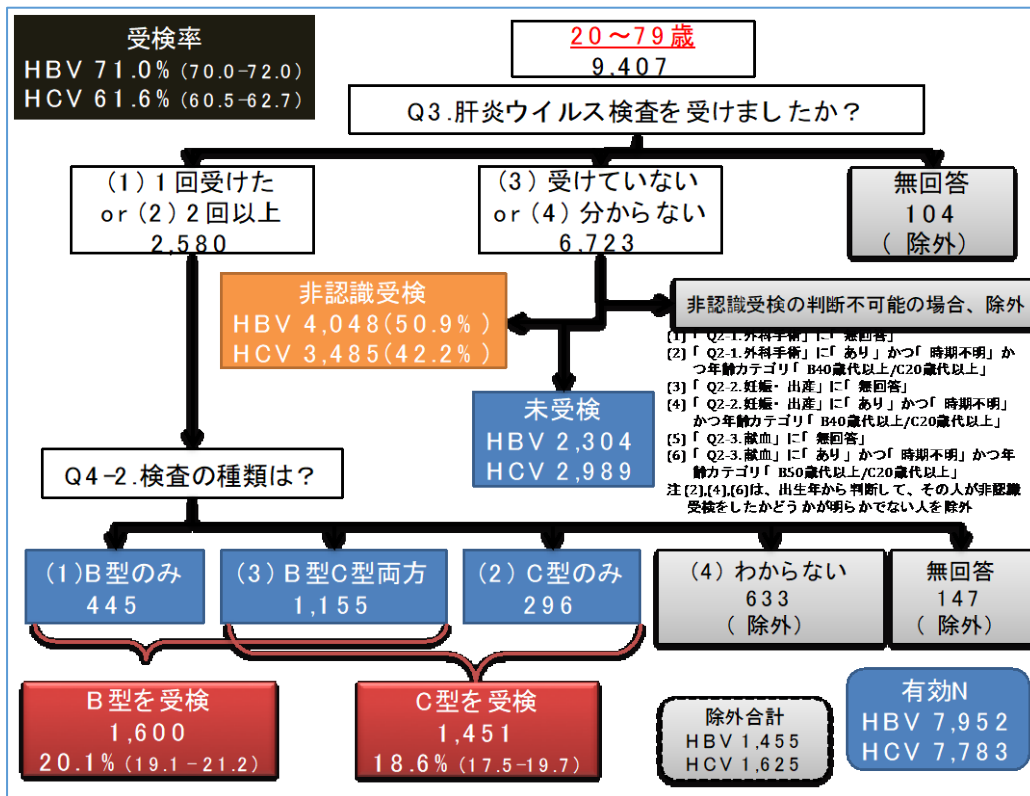 受検率
HBV 71.0% (70.0-72.0)
HCV 61.6% (60.5-62.7)
20～79歳
9,407
Q3.肝炎ウイルス検査を受けましたか？
(1) 1回受けた
or (2) 2回以上
2,580
(3) 受けていない
or (4) 分からない
6,723
無回答
104
( 除外)
非認識受検
HBV 4,048(50.9% )
HCV 3,485(42.2% )
非認識受検の判断不可能の場合、除外
(1)「 Q2-1.外科手術」に「 無回答」
(2)「 Q2-1.外科手術」に「 あり」かつ「 時期不明」か
つ年齢カテゴリ「 B40歳代以上/C20歳代以上」
(3)「 Q2-2.妊娠・出産」に「 無回答」
(4)「 Q2-2.妊娠・出産」に「 あり」かつ「 時期不明」
かつ年齢カテゴリ「 B40歳代以上/C20歳代以上」
(5)「 Q2-3.献血」に「 無回答」
(6)「 Q2-3.献血」に「 あり」かつ「 時期不明」かつ年
齢カテゴリ「 B50歳代以上/C20歳代以上」
注 (2),(4),(6)は、出生年から判断して、その人が非認識
受検をしたかどうかが明らかでない人を除外
未受検
HBV 2,304
HCV 2,989
Q4-2.検査の種類は？
(1)B型のみ
445
(3) B型C型両方
1,155
(2) C型のみ
296
(4) わからない
633
( 除外)
無回答
147
( 除外)
B型を受検
1,600
20.1% (19.1-21.2)
C型を受検
1,451
18.6% (17.5-19.7)
除外合計
HBV 1,455
HCV 1,625
有効N
HBV 7,952
HCV 7,783